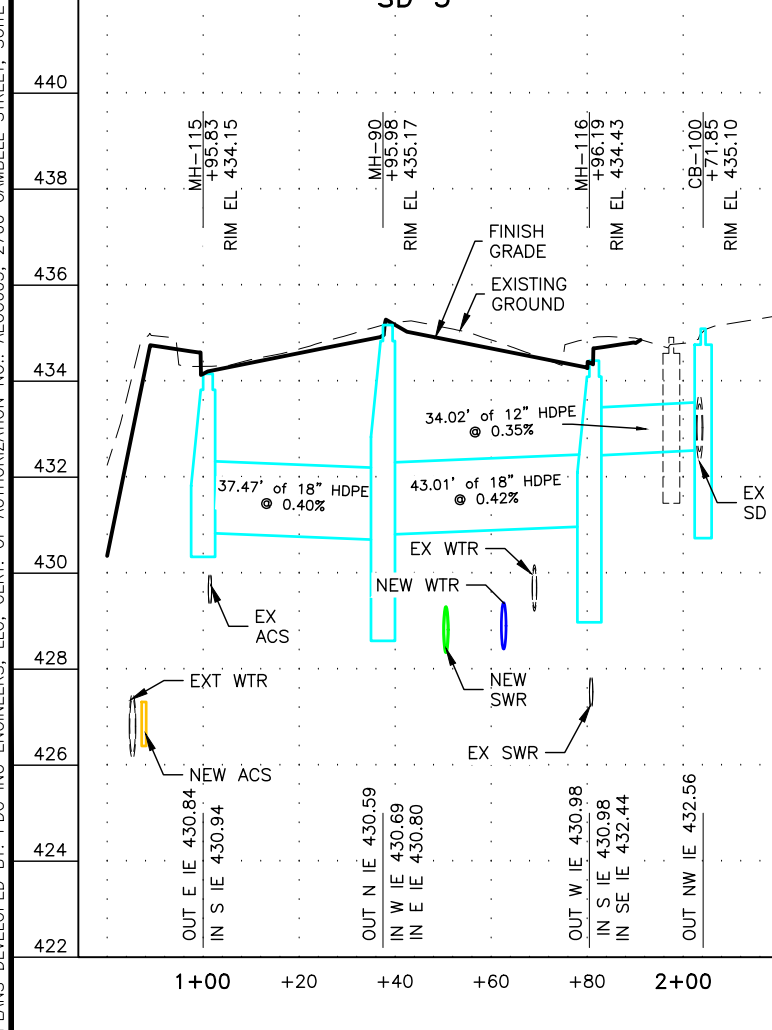 440
438
436
434
432
430
428
426
424
422
MH-115
+95.83
RIM EL 434.15
MH-90
+95.98
RIM EL 435.17
MH-116
+96.19
RIM EL 434.43
CB-100
+71.85
RIM EL 435.10
FINISH
GRADE
EXISTING
GROUND
34.02' of 12" HDPE
@ 0.35%
37.47' of 18" HDPE
@ 0.40%
43.01' of 18" HDPE
@ 0.42%
EX
SD
EX WTR
NEW WTR
EX
ACS
EXT WTR
NEW
SWR
EX SWR
NEW ACS
OUT E IE 430.84
IN S IE 430.94
OUT N IE 430.59
IN W IE 430.69
IN E IE 430.80
OUT W IE 430.98
IN S IE 430.98
IN SE IE 432.44
OUT NW IE 432.56
1+00
+20
+40
+60
+80
2+00